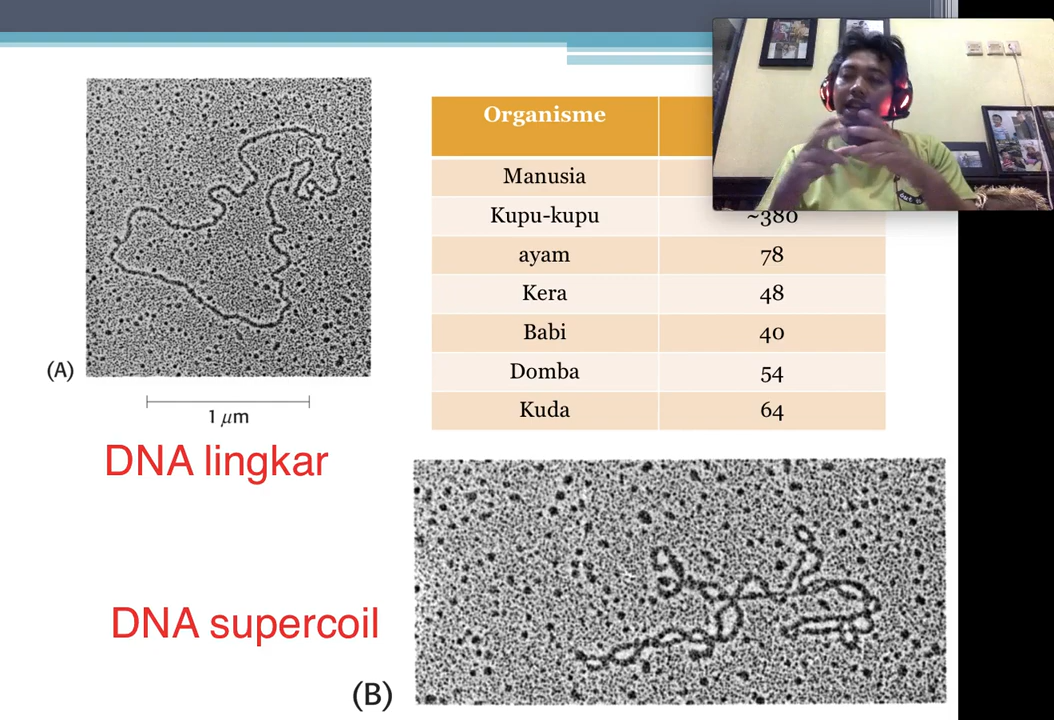 (A)
1 μm
DNA lingkar
Organisme
Manusia
Kupu-kupu ~380
ayam 78
Kera 48
Babi 40
Domba 54
Kuda 64
DNA supercoil
(B)